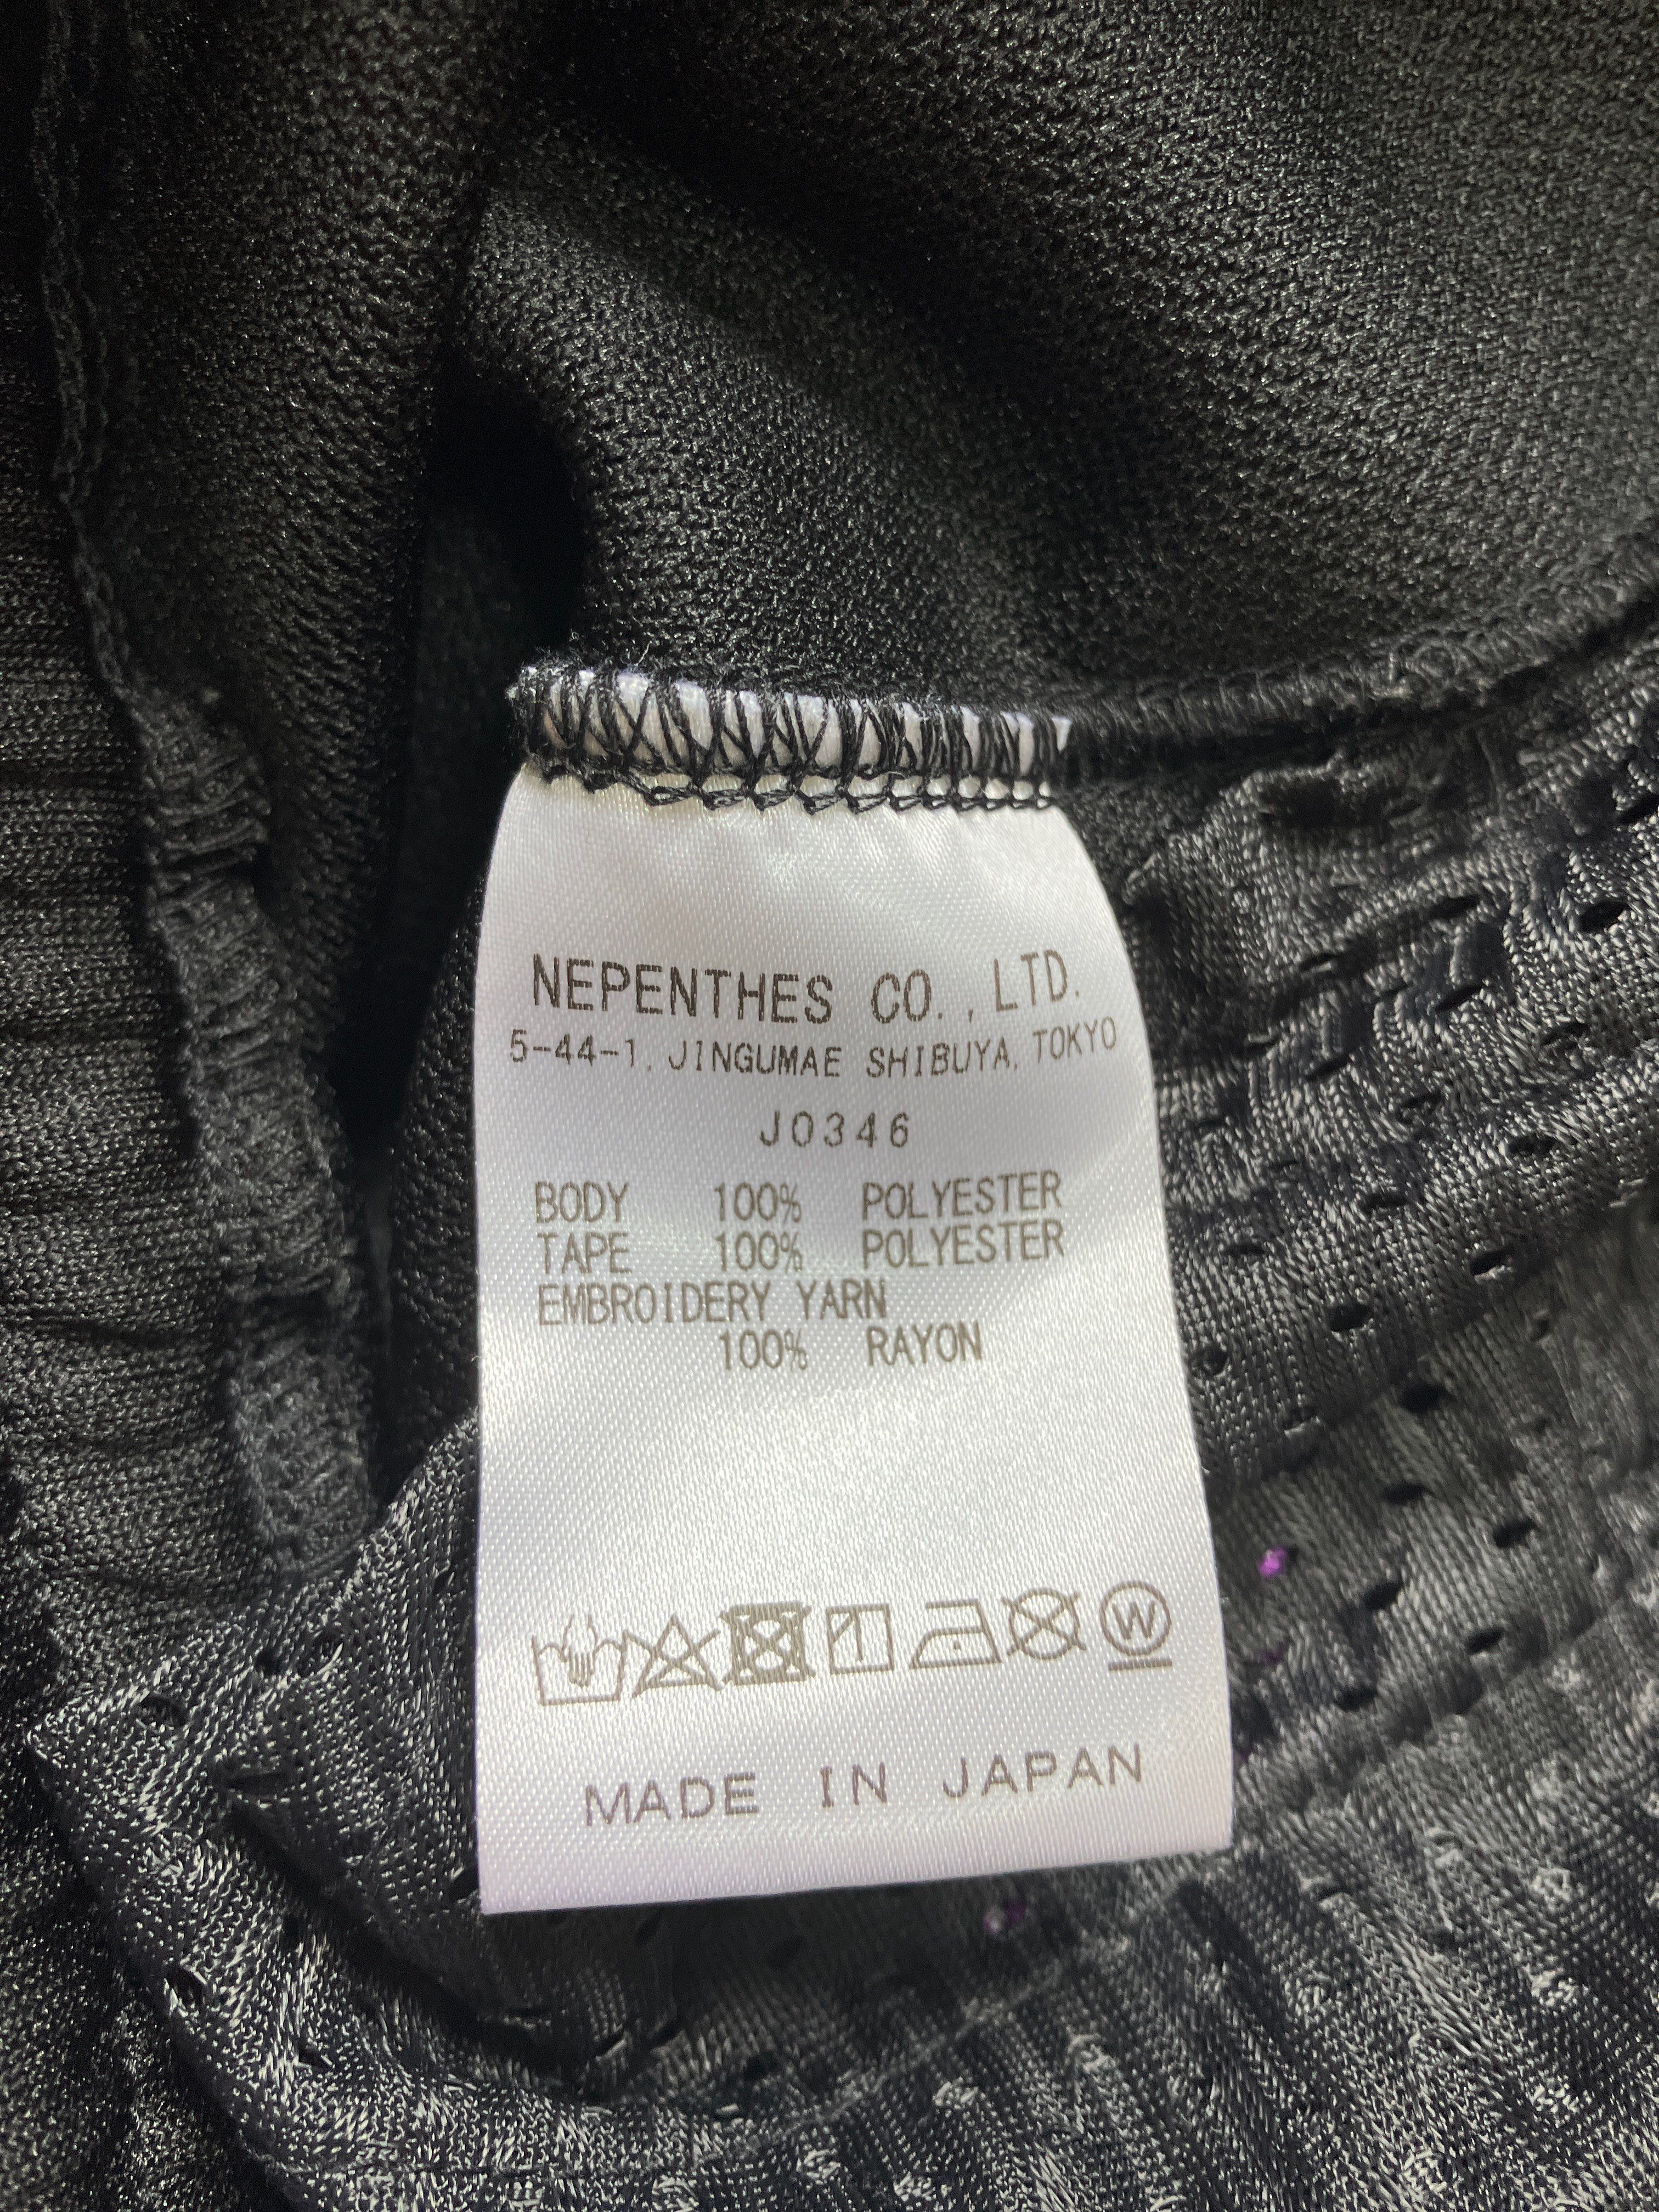 NEPENTHES CO., LTD.
5-44-1, JINGUMAE SHIBUYA, TOKYO
J0346
BODY 100% POLYESTER
TAPE 100% POLYESTER
EMBROIDERY YARN
100% RAYON
W
MADE IN JAPAN